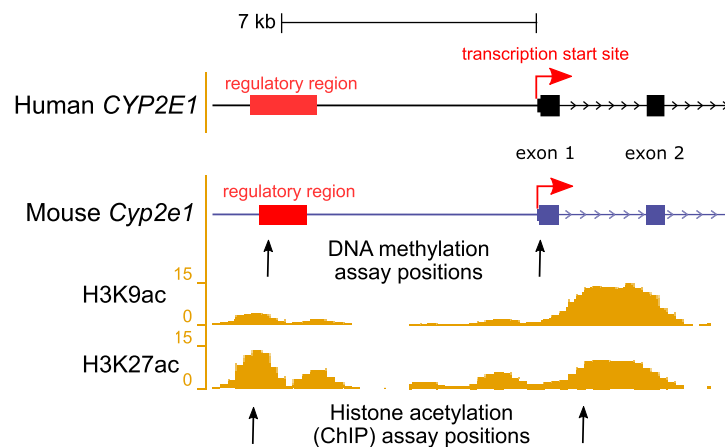 7 kb
transcription start site
regulatory region
Human CYP2E1
exon 1
exon 2
regulatory region
Mouse Cyp2e1
DNA methylation
assay positions
15
H3K9ac
0
15
H3K27ac
0
Histone acetylation
(ChIP) assay positions